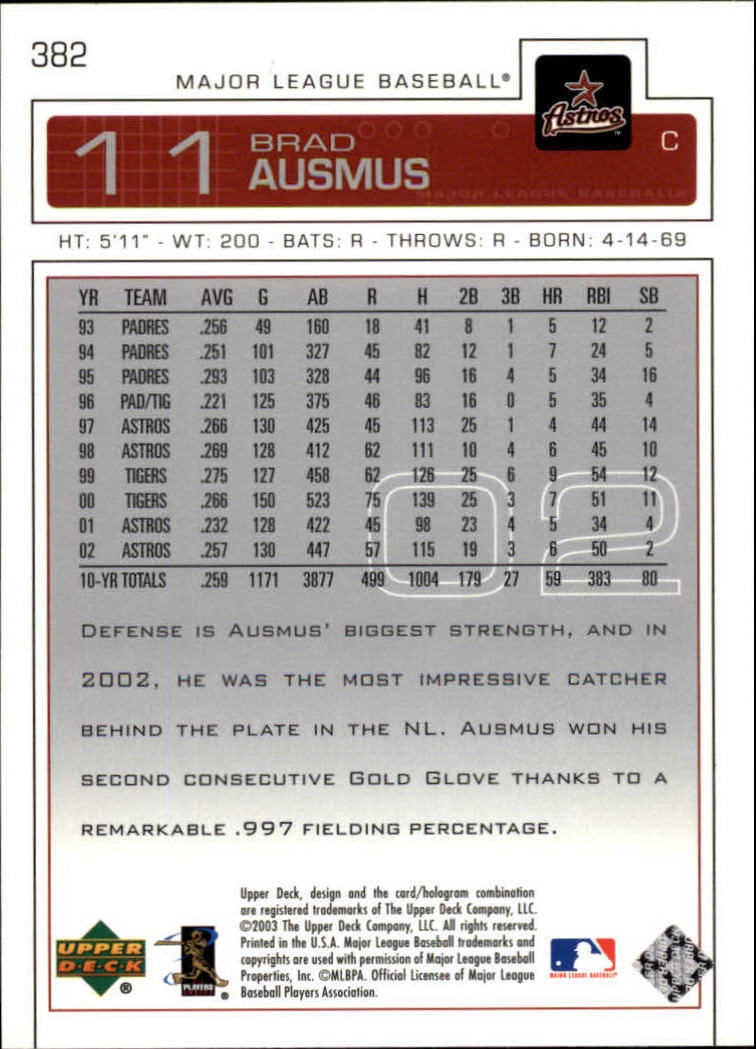 382
MAJOR LEAGUE BASEBALL®
Astros
TM
11 BRAD AUSMUS C
MAJOR LEAGUE BASEBALL
HT: 5'11" - WT: 200 - BATS: R - THROWS: R - BORN: 4-14-69
YR TEAM AVG G AB R H 2B 3B HR RBI SB
93 PADRES .256 49 160 18 41 8 1 5 12 2
94 PADRES .251 101 327 45 82 12 1 7 24 5
95 PADRES .293 103 328 44 96 16 4 5 34 16
96 PAD/TIG .221 125 375 46 83 16 0 5 35 4
97 ASTROS .266 130 425 45 113 25 1 4 44 14
98 ASTROS .269 128 412 62 111 10 4 6 45 10
99 TIGERS .275 127 458 62 126 25 6 9 54 12
00 TIGERS .266 150 523 75 139 25 3 7 51 11
01 ASTROS .232 128 422 45 98 23 4 5 34 4
02 ASTROS .257 130 447 57 115 19 3 6 50 2
10-YR TOTALS .259 1171 3877 499 1004 179 27 59 383 80
02
DEFENSE IS AUSMUS' BIGGEST STRENGTH, AND IN
2002, HE WAS THE MOST IMPRESSIVE CATCHER
BEHIND THE PLATE IN THE NL. AUSMUS WON HIS
SECOND CONSECUTIVE GOLD GLOVE THANKS TO A
REMARKABLE .997 FIELDING PERCENTAGE.
Upper Deck, design and the card/hologram combination
are registered trademarks of The Upper Deck Company, LLC.
©2003 The Upper Deck Company, LLC. All rights reserved.
Printed in the U.S.A. Major League Baseball trademarks and
copyrights are used with permission of Major League Baseball
Properties, Inc. ©MLBPA. Official Licensee of Major League
Baseball Players Association.
UPPER
DECK
®
PLAYERS
CHOICE
®
MAJOR LEAGUE BASEBALL